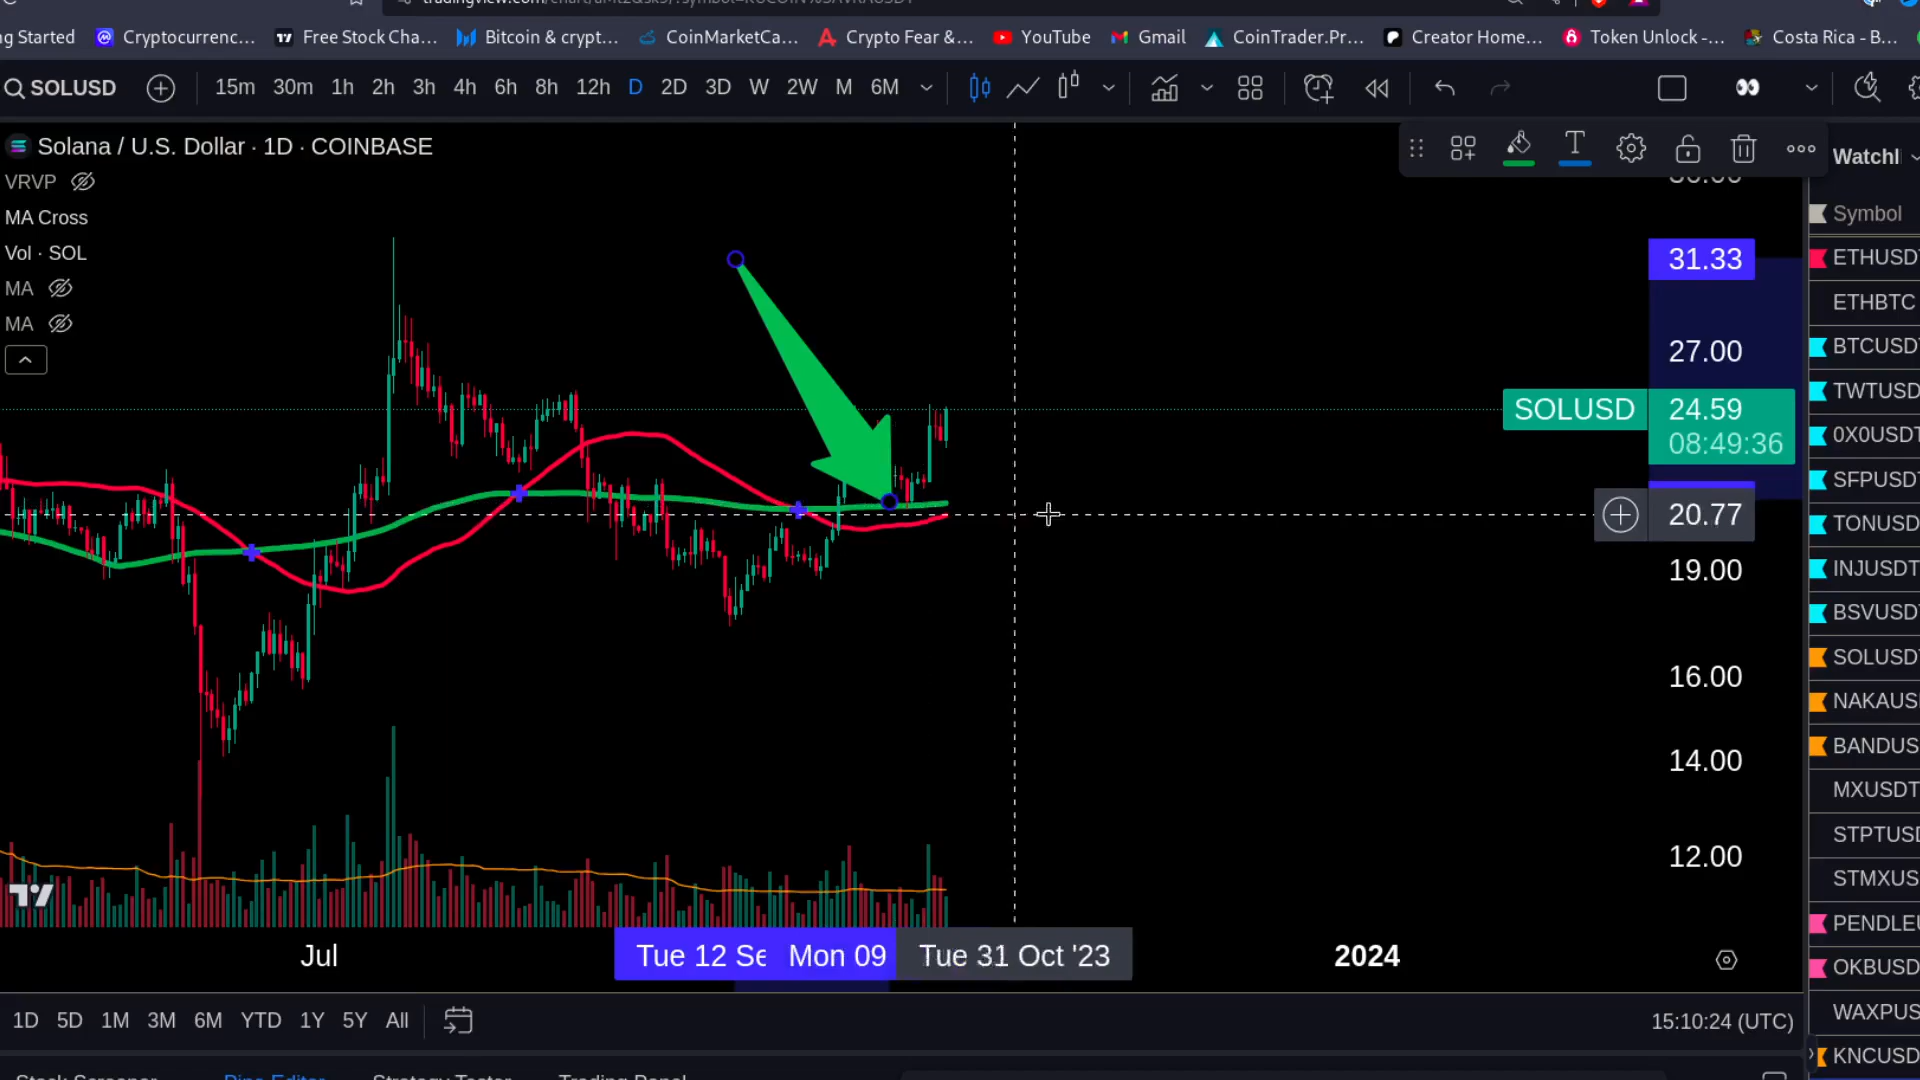 ng Started Cryptocurrenc... Free Stock Cha... Bitcoin & crypt... CoinMarketCa... Crypto Fear &... YouTube Gmail CoinTrader.Pr... Creator Home... Token Unlock -... Costa Rica - B...
SOLUSD 15m 30m 1h 2h 3h 4h 6h 8h 12h D 2D 3D W 2W M 6M
Solana / U.S. Dollar · 1D · COINBASE
Watchl
VRVP
MA Cross
Symbol
Vol · SOL
31.33
ETHUSDT
MA
ETHBTC
MA
27.00
BTCUSDT
TWTUSD
SOLUSD 24.59
08:49:36
0X0USDT
SFPUSD
20.77
TONUSD
19.00
INJUSDT
BSVUSD
SOLUSD
16.00
NAKAUS
14.00
BANDUS
MXUSDT
STPTUS
12.00
STMXUS
PENDLE
Jul Tue 12 Se Mon 09 Tue 31 Oct '23 2024
OKBUSD
1D 5D 1M 3M 6M YTD 1Y 5Y All 15:10:24 (UTC)
WAXPUS
KNCUSD